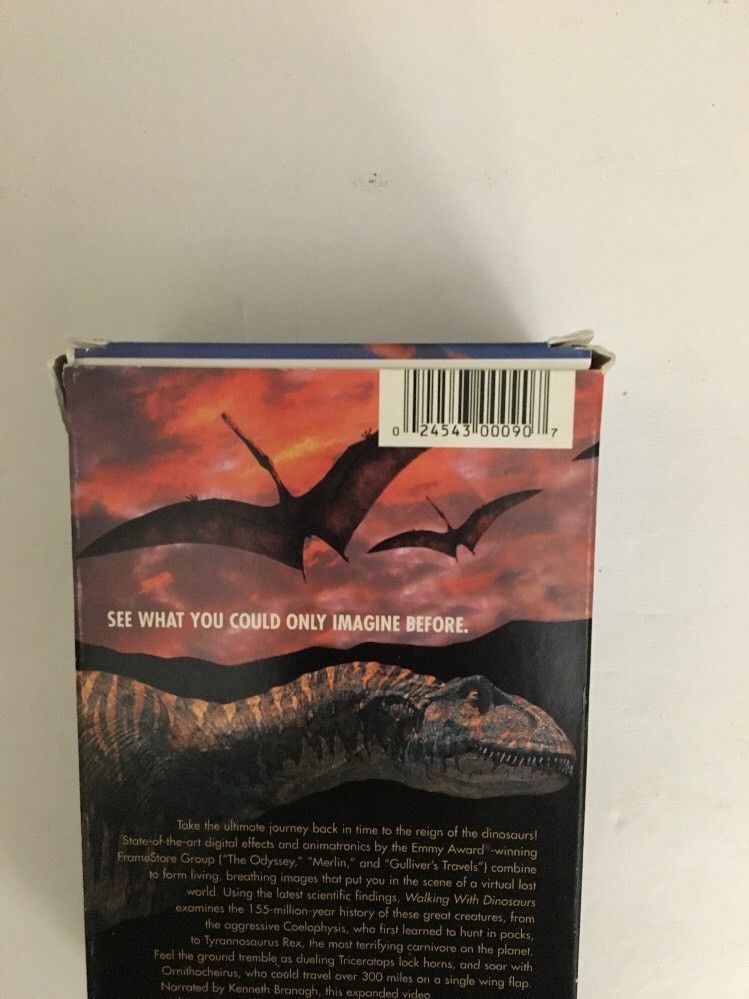 0 24543 00090 7
SEE WHAT YOU COULD ONLY IMAGINE BEFORE.
Take the ultimate journey back in time to the reign of the dinosaurs!
State-of-the-art digital effects and animatronics by the Emmy Award®-winning
FrameStore Group ("The Odyssey," "Merlin," and "Gulliver's Travels") combine
to form living, breathing images that put you in the scene of a virtual lost
world. Using the latest scientific findings, Walking With Dinosaurs
examines the 155-million-year history of these great creatures, from
the aggressive Coelophysis, who first learned to hunt in packs,
to Tyrannosaurus Rex, the most terrifying carnivore on the planet.
Feel the ground tremble as dueling Triceratops lock horns, and soar with
Ornithocheirus, who could travel over 300 miles on a single wing flap.
Narrated by Kenneth Branagh, this expanded video